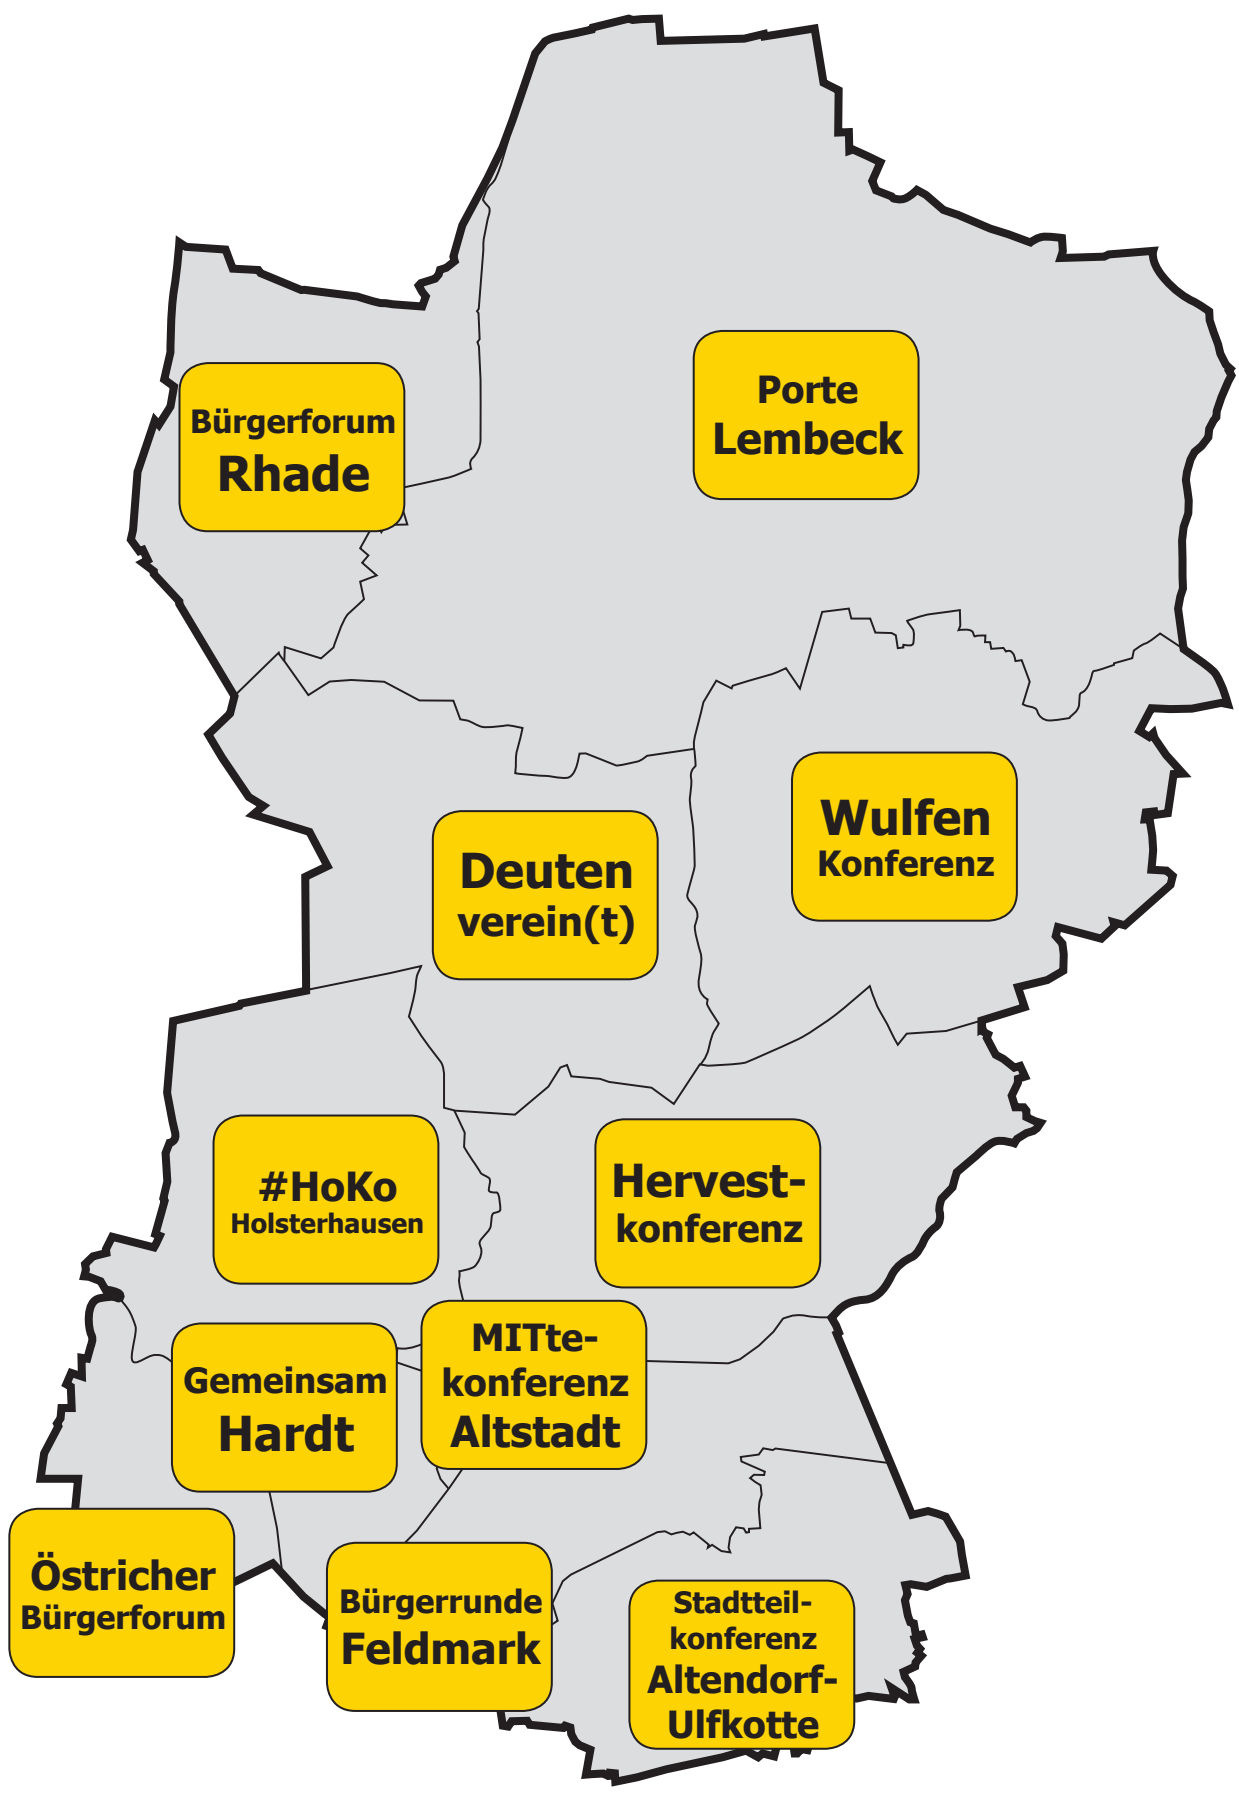 Porte
Lembeck
Bürgerforum
Rhade
Wulfen
Konferenz
Deuten
verein(t)
#HoKo
Holsterhausen
Hervest-
konferenz
MITte-
konferenz
Altstadt
Gemeinsam
Hardt
Östricher
Bürgerforum
Bürgerrunde
Feldmark
Stadtteil-
konferenz
Altendorf-
Ulfkotte